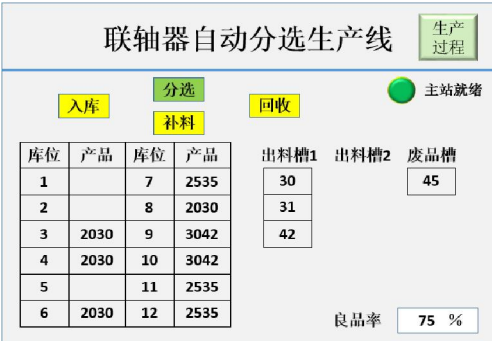 联轴器自动分选生产线
生产
过程
分选
主站就绪
入库
回收
补料
库位 产品 库位 产品
出料槽1 出料槽2 废品槽
1 7 2535 30 45
2 8 2030 31
3 2030 9 3042 42
4 2030 10 3042
5 11 2535
6 2030 12 2535
良品率 75 %